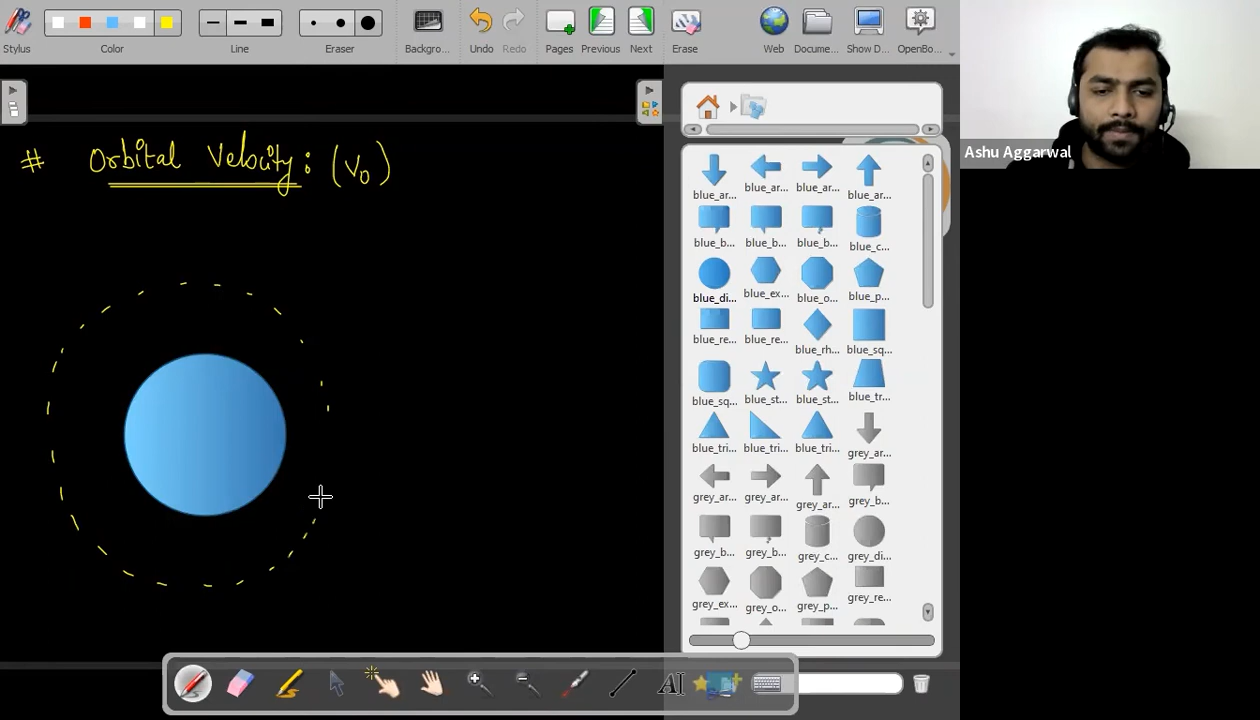 Stylus Color Line Eraser Backgro... Undo Redo Pages Previous Next Erase Web Docume... Show D... OpenBo...
# Orbital Velocity: (V₀)
Ashu Aggarwal
blue_ar... blue_ar... blue_ar... blue_ar...
blue_b... blue_b... blue_b... blue_c...
blue_di... blue_ex... blue_o... blue_p...
blue_re... blue_re... blue_rh... blue_sq...
blue_sq... blue_st... blue_st... blue_tr...
blue_tri... blue_tri... blue_tri... grey_ar...
grey_ar... grey_ar... grey_ar... grey_b...
grey_b... grey_b... grey_c... grey_di...
grey_ex... grey_o... grey_p... grey_re...
AI